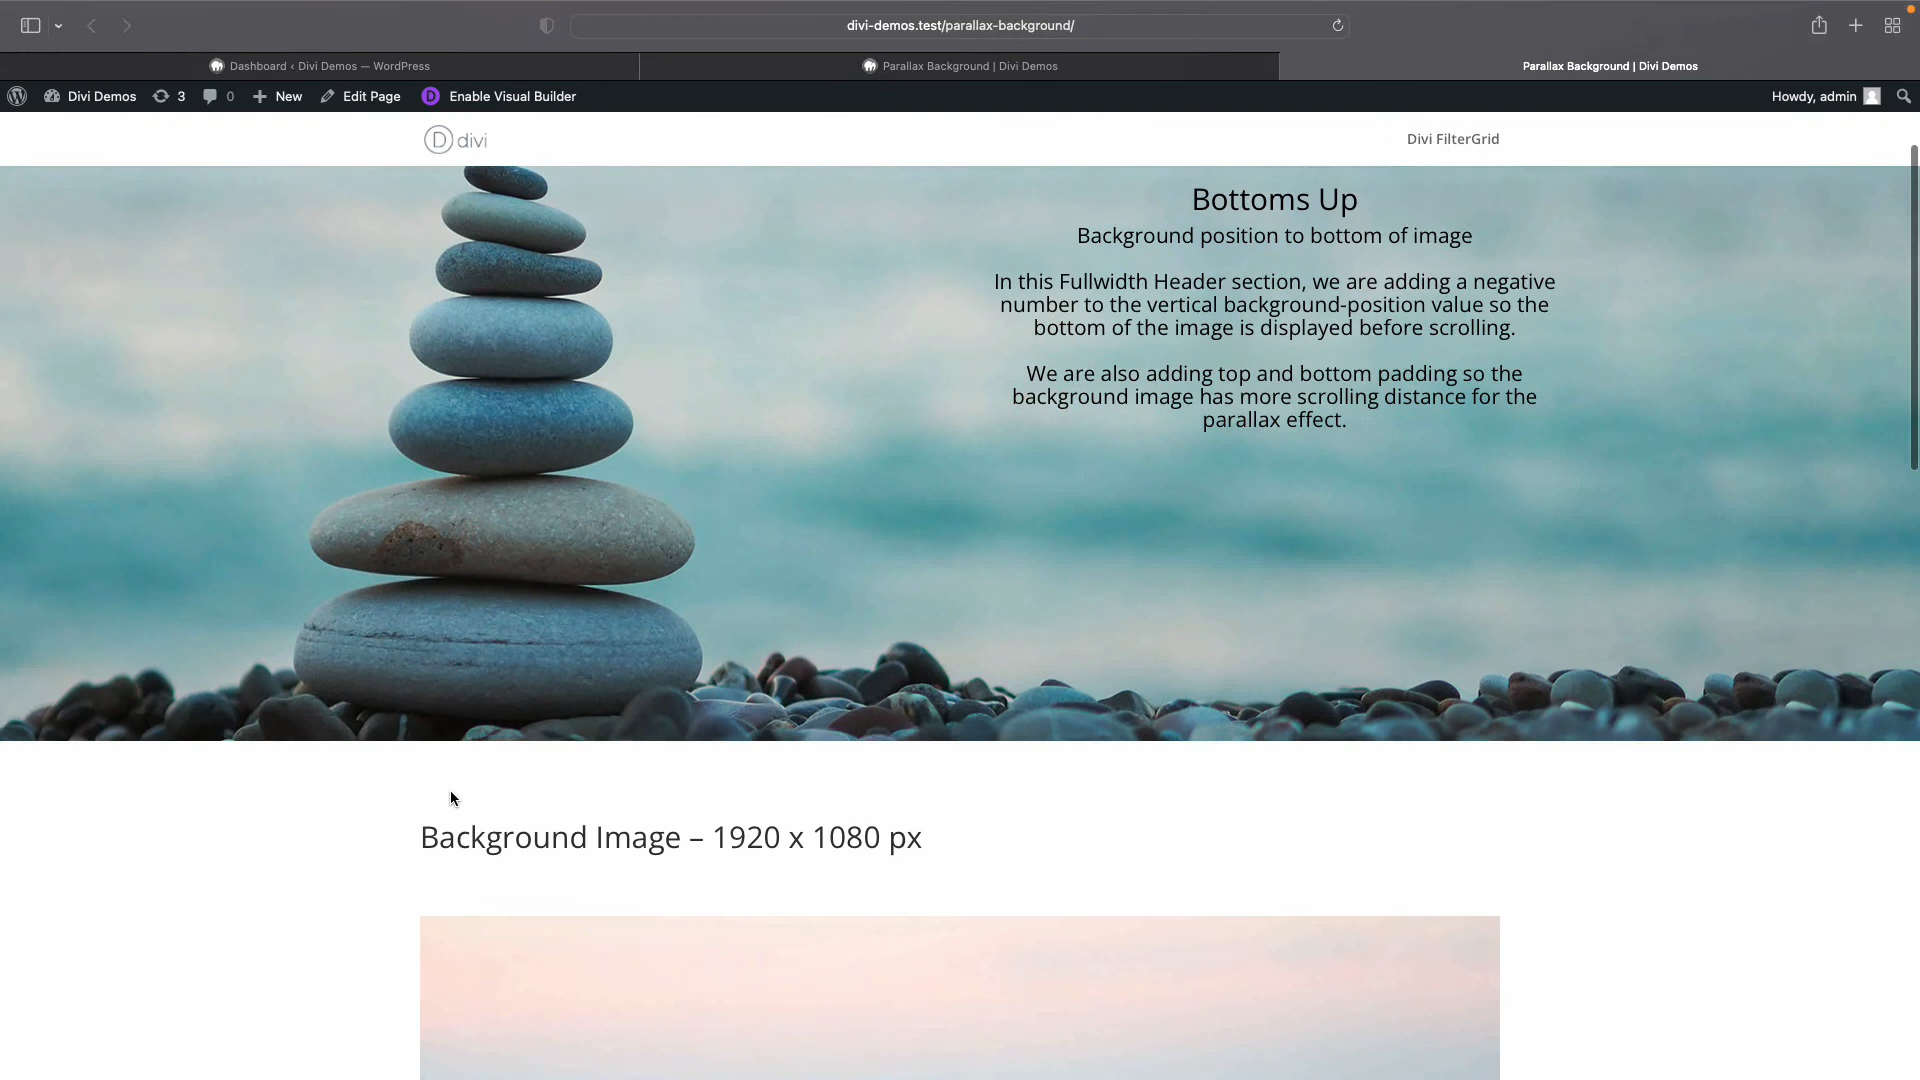 divi-demos.test/parallax-background/
Dashboard ‹ Divi Demos — WordPress
Parallax Background | Divi Demos
Parallax Background | Divi Demos
Divi Demos
3
0
New
Edit Page
D
Enable Visual Builder
Howdy, admin
D divi
Divi FilterGrid
Bottoms Up
Background position to bottom of image
In this Fullwidth Header section, we are adding a negative
number to the vertical background-position value so the
bottom of the image is displayed before scrolling.
We are also adding top and bottom padding so the
background image has more scrolling distance for the
parallax effect.
Background Image – 1920 x 1080 px